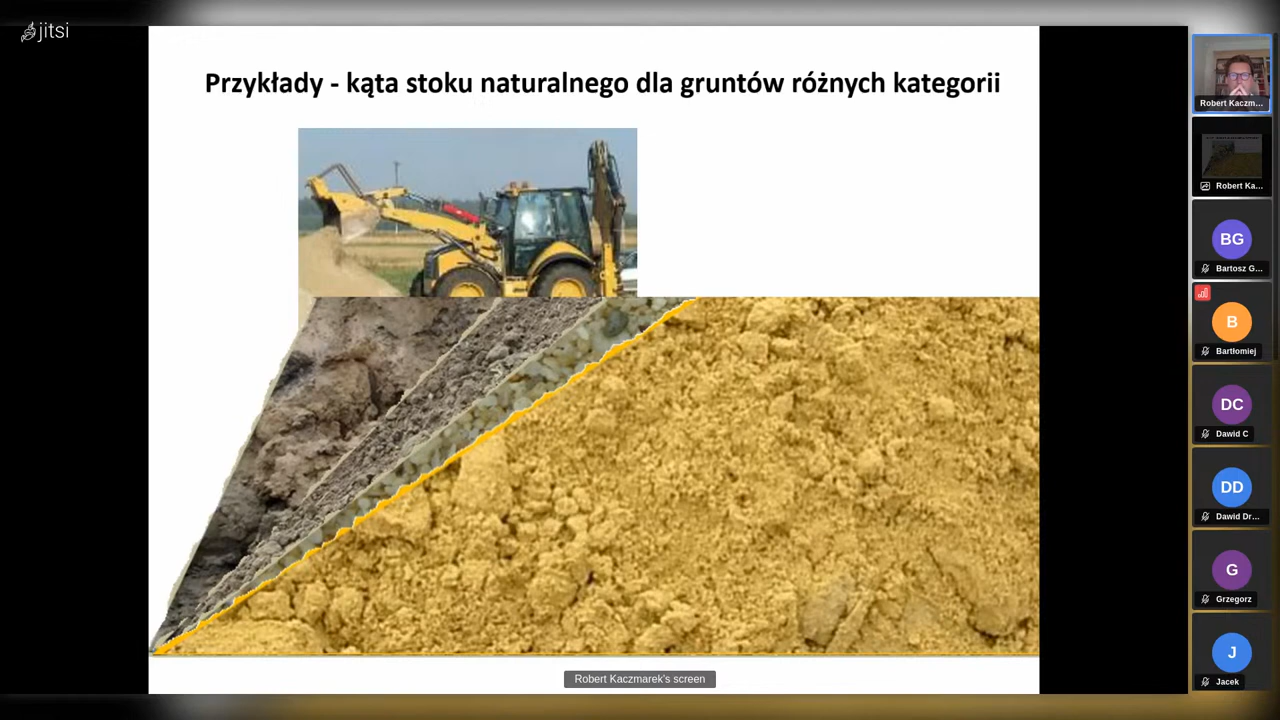 jitsi
Przykłady - kąta stoku naturalnego dla gruntów różnych kategorii
Robert Kaczmarek's screen
Robert Kaczm...
Robert Ka...
BG
Bartosz G...
B
Bartłomiej
DC
Dawid C
DD
Dawid Dr...
G
Grzegorz
J
Jacek